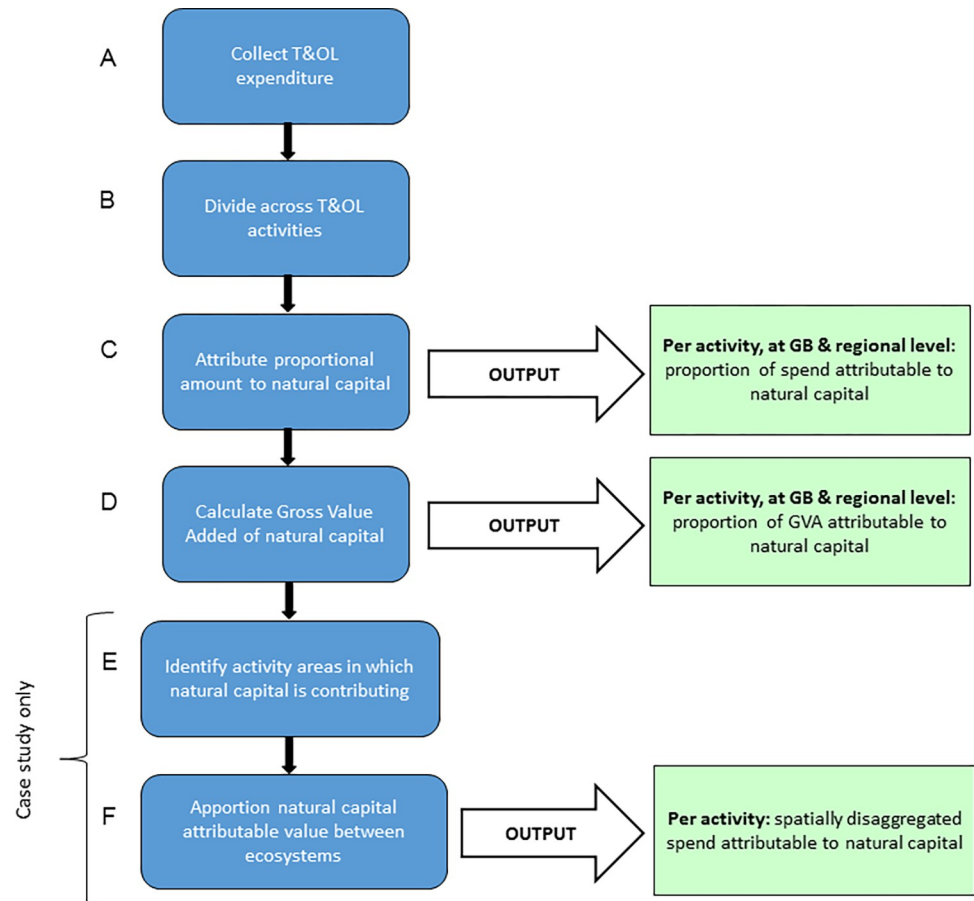 A
Collect T&OL
expenditure
B
Divide across T&OL
activities
C
Attribute proportional
amount to natural capital
OUTPUT
Per activity, at GB & regional level:
proportion of spend attributable to
natural capital
D
Calculate Gross Value
Added of natural capital
OUTPUT
Per activity, at GB & regional level:
proportion of GVA attributable to
natural capital
Case study only
E
Identify activity areas in which
natural capital is contributing
F
Apportion natural capital
attributable value between
ecosystems
OUTPUT
Per activity: spatially disaggregated
spend attributable to natural capital